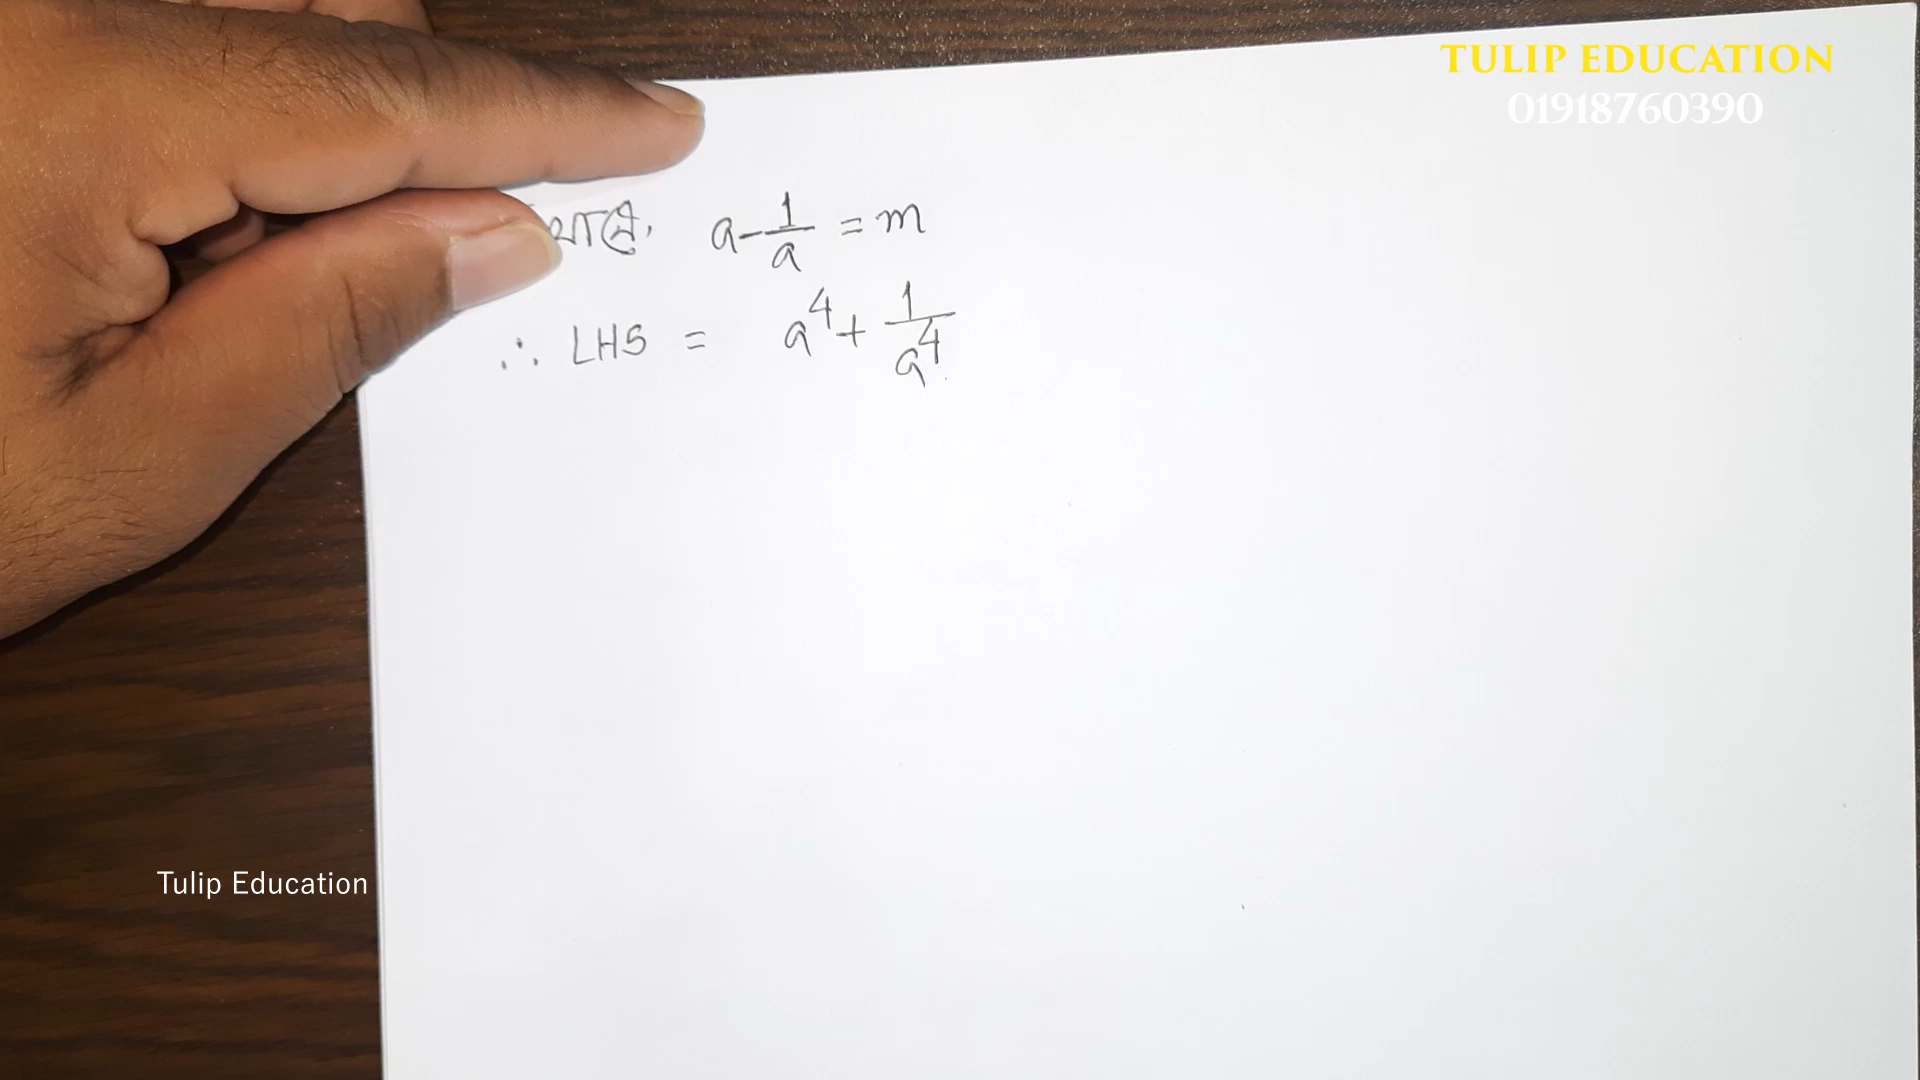 TULIP EDUCATION
01918760390
a - 1/a = m
∴ LHS = a⁴ + 1/a⁴
Tulip Education